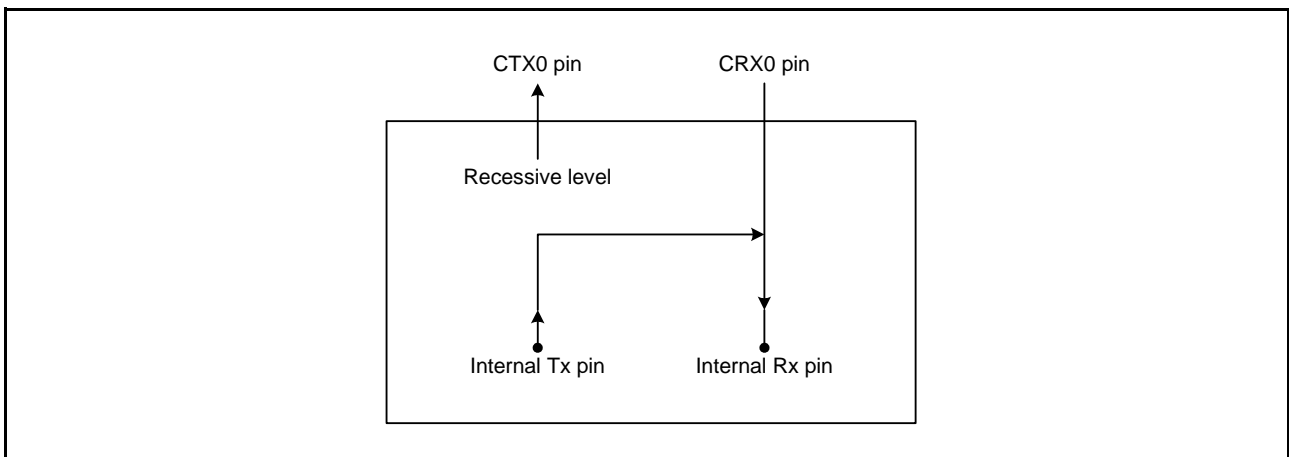 CTX0 pin
CRX0 pin
Recessive level
Internal Tx pin
Internal Rx pin